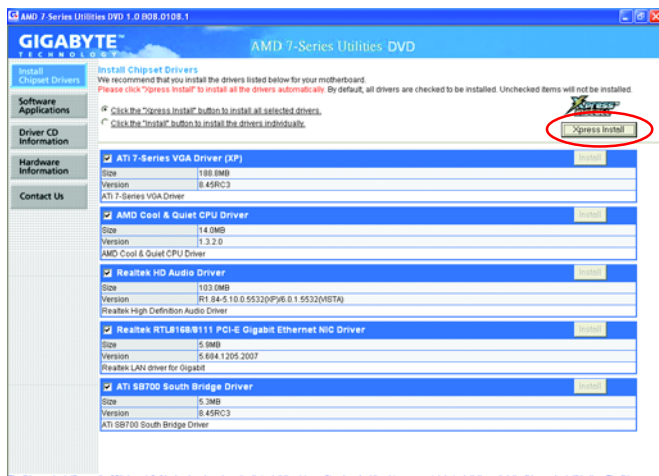 AMD 7-Series Utilities DVD 1.0 B08.0108.1
GIGABYTE™
TECHNOLOGY
AMD 7-Series Utilities DVD
Install
Chipset Drivers
Software
Applications
Driver CD
Information
Hardware
Information
Contact Us
Install Chipset Drivers
We recommend that you install the drivers listed below for your motherboard.
Please click "Xpress Install" to install all the drivers automatically. By default, all drivers are checked to be installed. Unchecked items will not be installed.
Click the "Xpress Install" button to install all selected drivers.
Click the "Install" button to install the drivers individually.
Xpress
Xpress Install
ATi 7-Series VGA Driver (XP)
Install
Size 188.8MB
Version 8.45RC3
ATi 7-Series VGA Driver
AMD Cool & Quiet CPU Driver
Install
Size 14.0MB
Version 1.3.2.0
AMD Cool & Quiet CPU Driver
Realtek HD Audio Driver
Install
Size 103.0MB
Version R1.84-5.10.0.5532(XP)/6.0.1.5532(VISTA)
Realtek High Definition Audio Driver
Realtek RTL8168/8111 PCI-E Gigabit Ethernet NIC Driver
Install
Size 5.9MB
Version 5.684.1205.2007
Realtek LAN driver for Gigabit
ATi SB700 South Bridge Driver
Install
Size 5.3MB
Version 8.45RC3
ATi SB700 South Bridge Driver